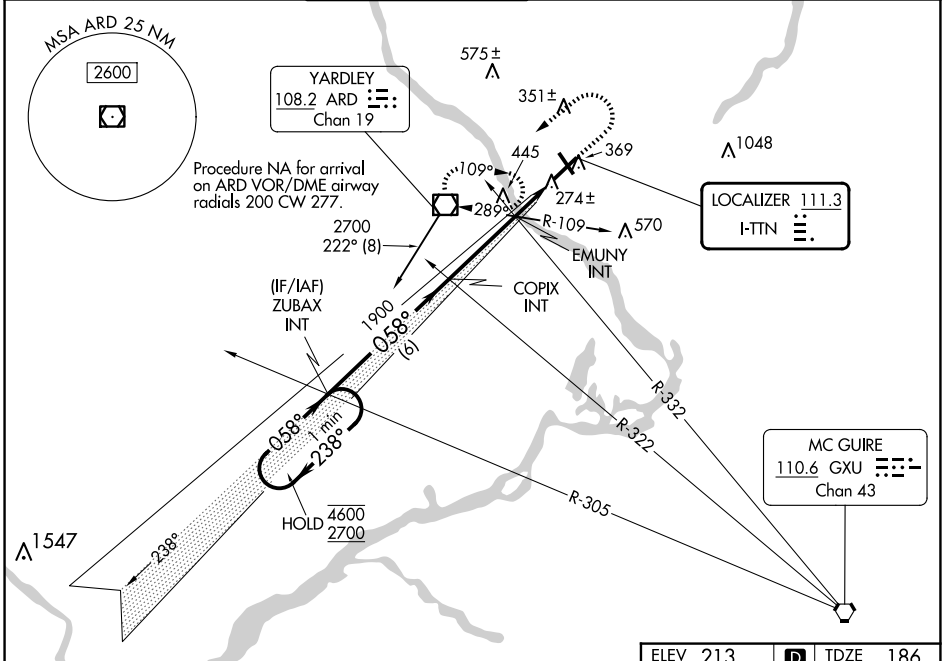 MSA ARD 25 NM
2600
YARDLEY
108.2 ARD
Chan 19
Procedure NA for arrival
on ARD VOR/DME airway
radials 200 CW 277.
575±
351±
369
1048
445
109°
289°
274±
R-109
570
LOCALIZER 111.3
I-TTN
EMUNY
INT
COPIX
INT
2700
222° (8)
(IF/IAF)
ZUBAX
INT
1900
058°
(6)
058°
1 min
238°
HOLD
4600
2700
R-332
R-322
R-305
MC GUIRE
110.6 GXU
Chan 43
1547
238°
ELEV 213
D
TDZE 186